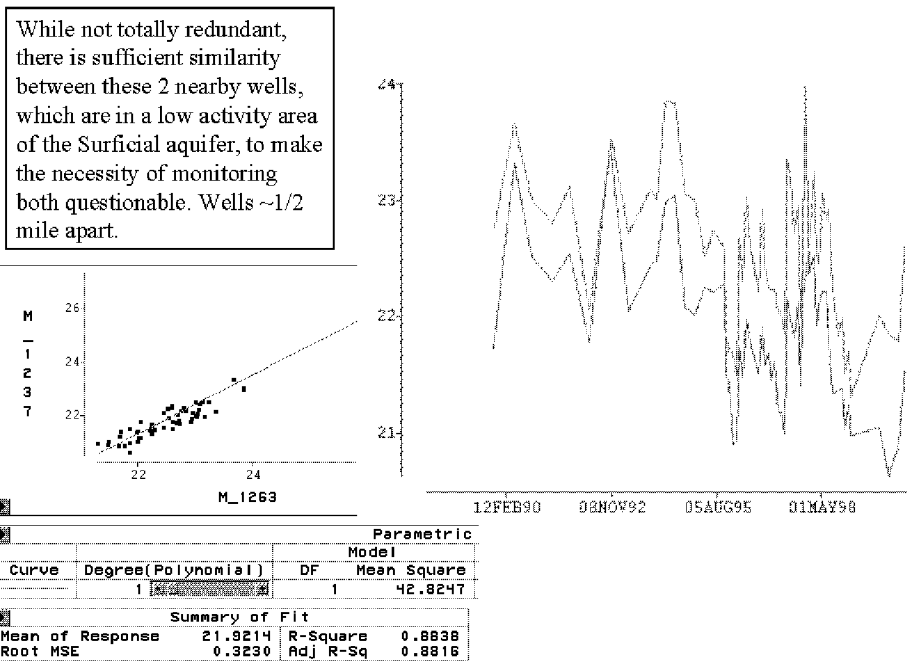 While not totally redundant,
there is sufficient similarity
between these 2 nearby wells,
which are in a low activity area
of the Surficial aquifer, to make
the necessity of monitoring
both questionable. Wells ~1/2
mile apart.
24
23
22
21
12FEB90 08NOV92 05AUG95 01MAY98
M_1237
26
24
22
22 24
M_1263
Parametric
Model
Curve Degree(Polynomial) DF Mean Square
1 1 42.8247
Summary of Fit
Mean of Response 21.9214 R-Square 0.8838
Root MSE 0.3230 Adj R-Sq 0.8816